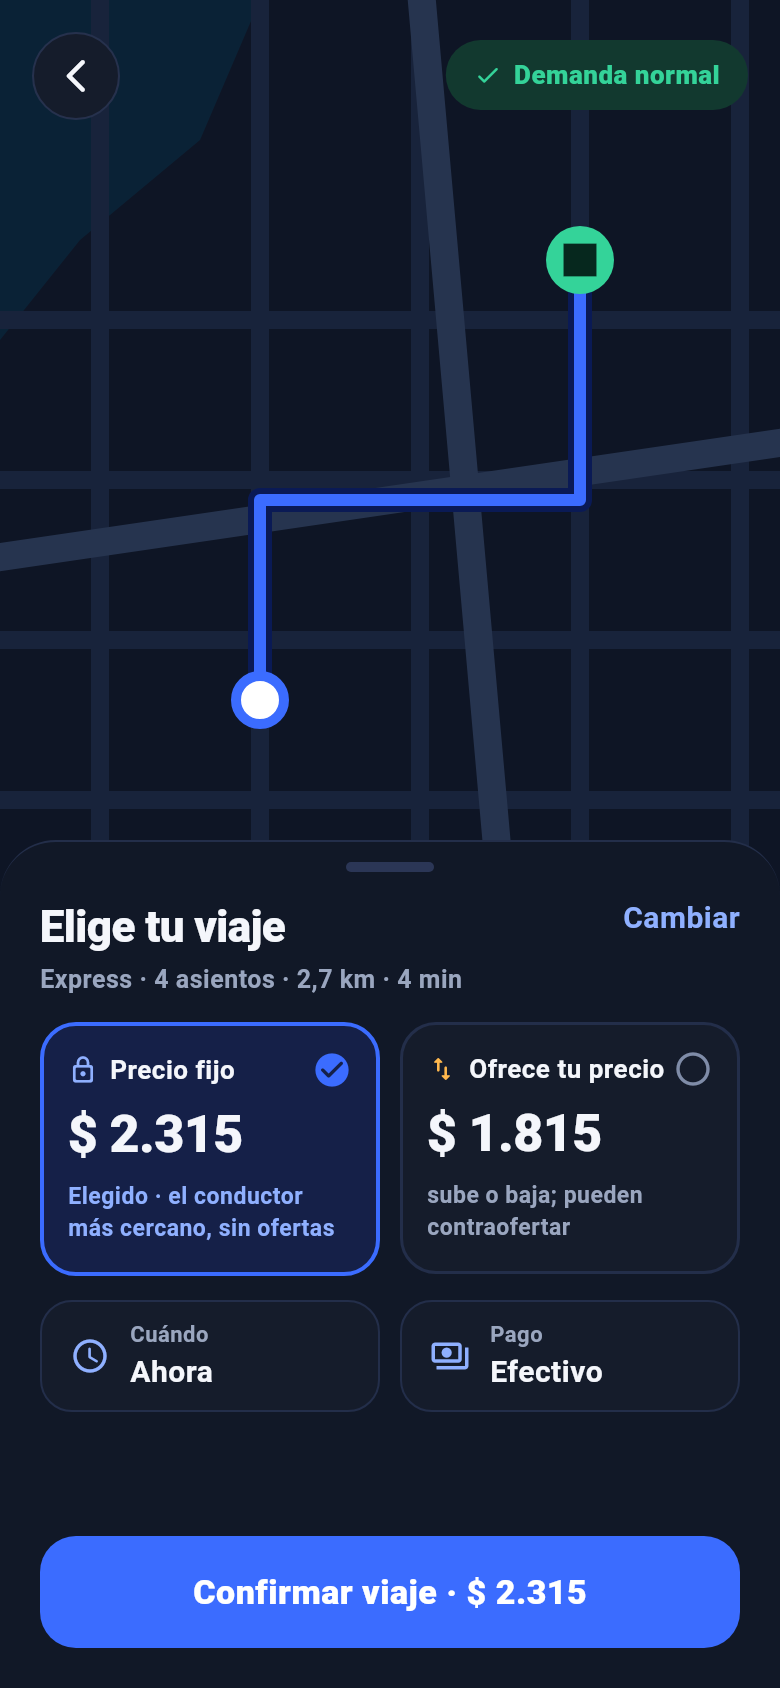 Demanda normal
Elige tu viaje
Cambiar
Express · 4 asientos · 2,7 km · 4 min
Precio fijo
$ 2.315
Elegido · el conductor
más cercano, sin ofertas
Ofrece tu precio
$ 1.815
sube o baja; pueden
contraofertar
Cuándo
Ahora
Pago
Efectivo
Confirmar viaje · $ 2.315